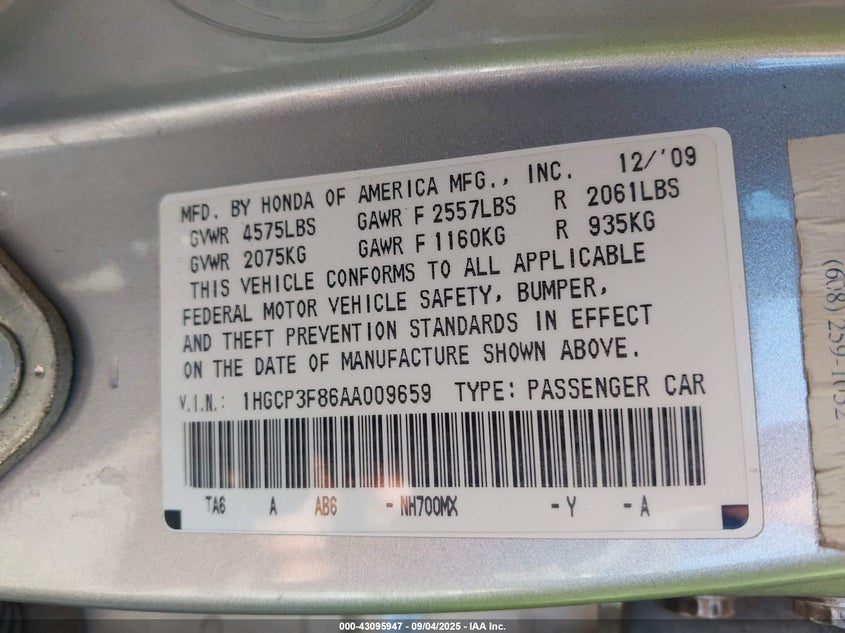 MFD. BY HONDA OF AMERICA MFG., INC. 12/'09
GVWR 4575LBS GAWR F 2557LBS R 2061LBS
GVWR 2075KG GAWR F 1160KG R 935KG
THIS VEHICLE CONFORMS TO ALL APPLICABLE
FEDERAL MOTOR VEHICLE SAFETY, BUMPER,
AND THEFT PREVENTION STANDARDS IN EFFECT
ON THE DATE OF MANUFACTURE SHOWN ABOVE.
V.I.N.: 1HGCP3F86AA009659 TYPE: PASSENGER CAR
TA6 A AB6 - NH700MX - Y - A
(608)259-1032
000-43095947 - 09/04/2025 - IAA Inc.